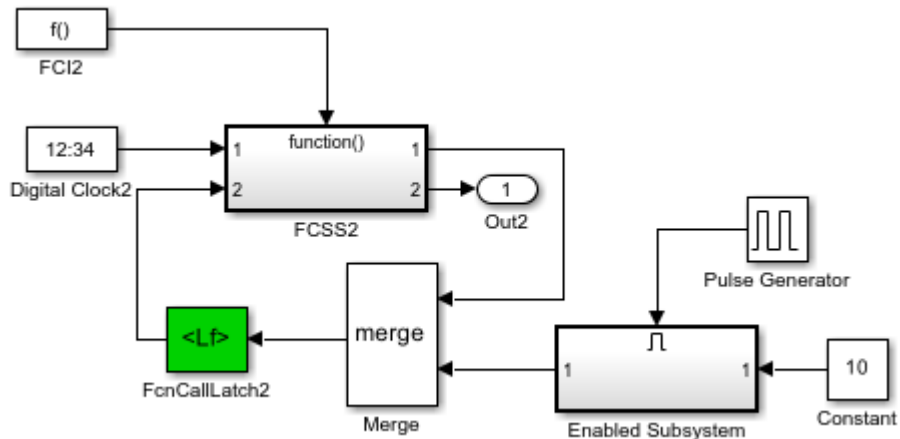 f()
FCI2
12:34
Digital Clock2
function()
1
2
1
2
FCSS2
1
Out2
Pulse Generator
<Lf>
FcnCallLatch2
merge
Merge
1
1
Enabled Subsystem
10
Constant